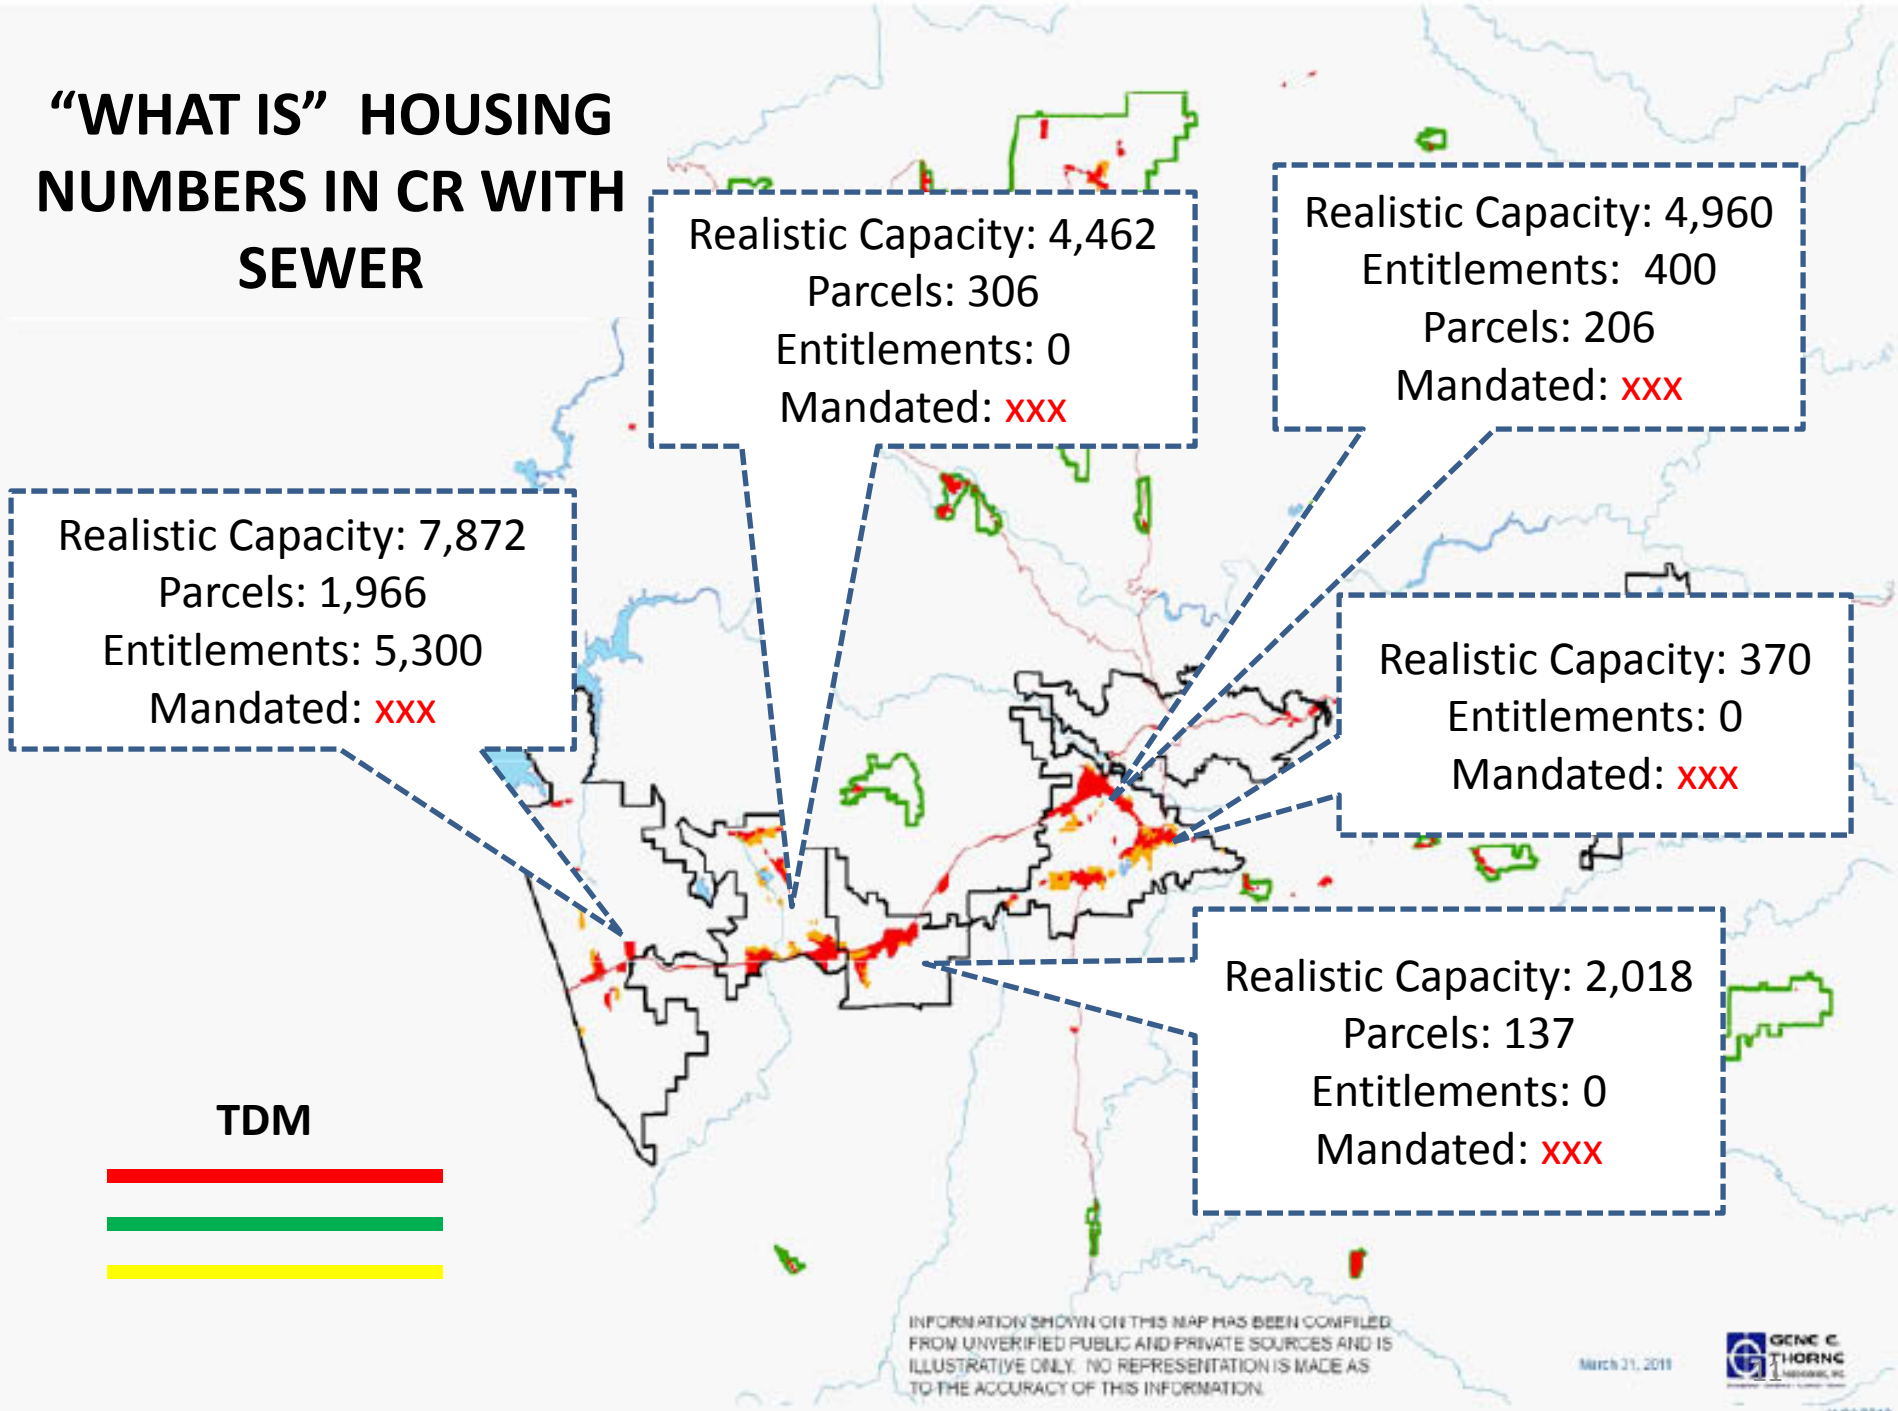 “WHAT IS” HOUSING
NUMBERS IN CR WITH
SEWER
Realistic Capacity: 4,462
Parcels: 306
Entitlements: 0
Mandated: xxx
Realistic Capacity: 4,960
Entitlements: 400
Parcels: 206
Mandated: xxx
Realistic Capacity: 7,872
Parcels: 1,966
Entitlements: 5,300
Mandated: xxx
Realistic Capacity: 370
Entitlements: 0
Mandated: xxx
Realistic Capacity: 2,018
Parcels: 137
Entitlements: 0
Mandated: xxx
TDM
INFORMATION SHOWN ON THIS MAP HAS BEEN COMPILED
FROM UNVERIFIED PUBLIC AND PRIVATE SOURCES AND IS
ILLUSTRATIVE ONLY. NO REPRESENTATION IS MADE AS
TO THE ACCURACY OF THIS INFORMATION.
March 31, 2011
GENE E.
THORNE
11